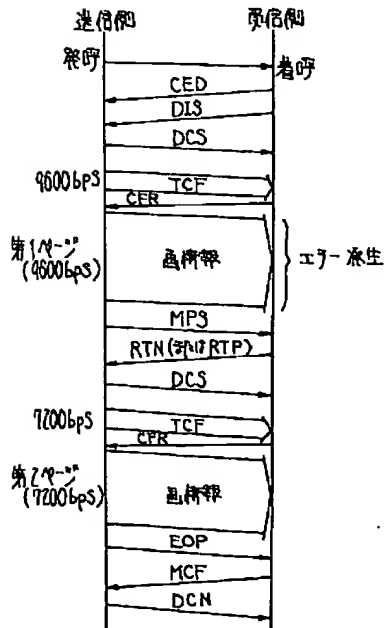 送信側
受信側
発呼
着呼
CED
DIS
DCS
9600bps
TCF
CFR
第1ページ
(9600bps)
画情報
エラー発生
MPS
RTN(またはRTP)
DCS
7200bps
TCF
CFR
第2ページ
(7200bps)
画情報
EOP
MCF
DCN